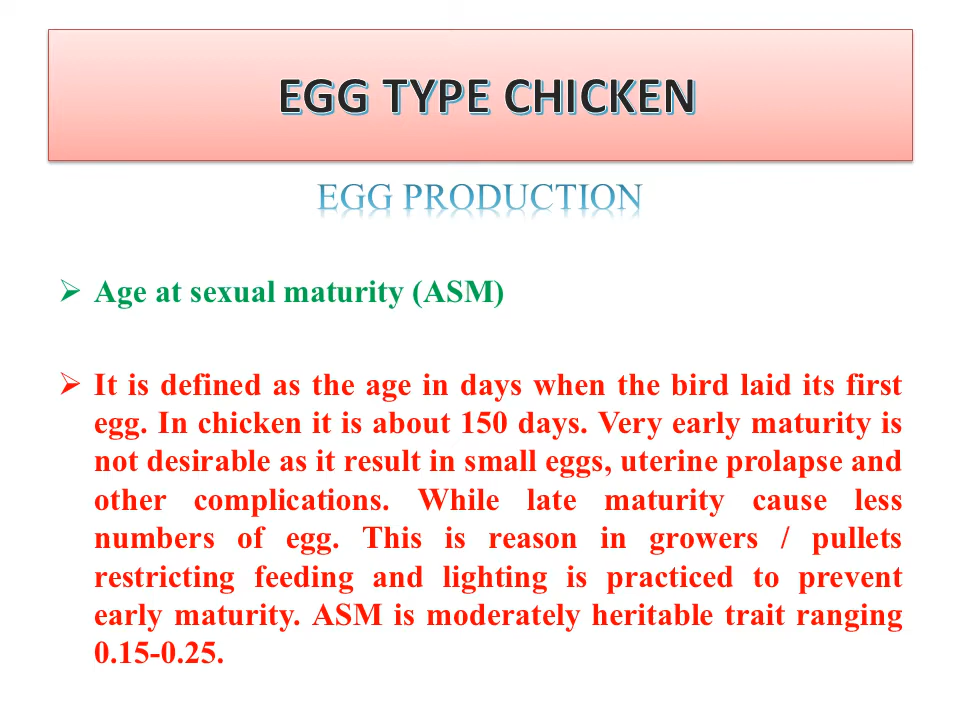 EGG TYPE CHICKEN
EGG PRODUCTION
➢ Age at sexual maturity (ASM)
➢ It is defined as the age in days when the bird laid its first
egg. In chicken it is about 150 days. Very early maturity is
not desirable as it result in small eggs, uterine prolapse and
other complications. While late maturity cause less
numbers of egg. This is reason in growers / pullets
restricting feeding and lighting is practiced to prevent
early maturity. ASM is moderately heritable trait ranging
0.15-0.25.